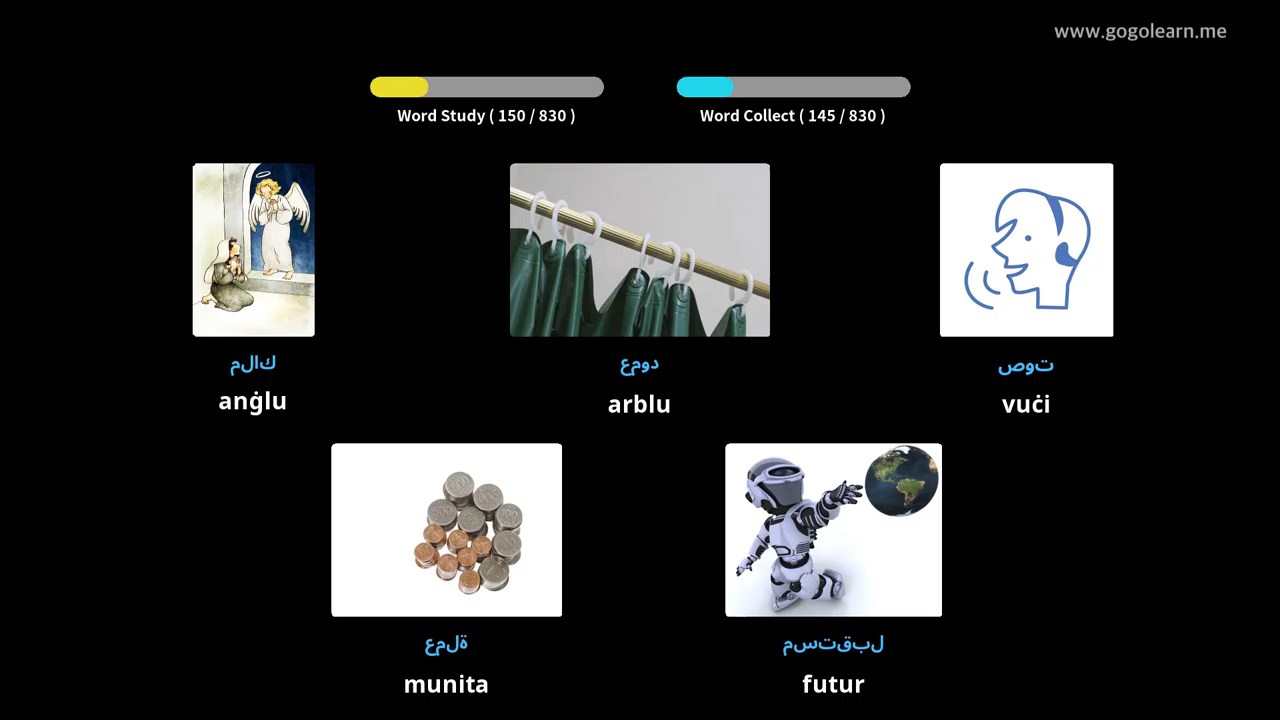 www.gogolearn.me
Word Study ( 150 / 830 )
Word Collect ( 145 / 830 )
ملاك
anġlu
عمود
arblu
صوت
vuċi
عملة
munita
مستقبل
futur